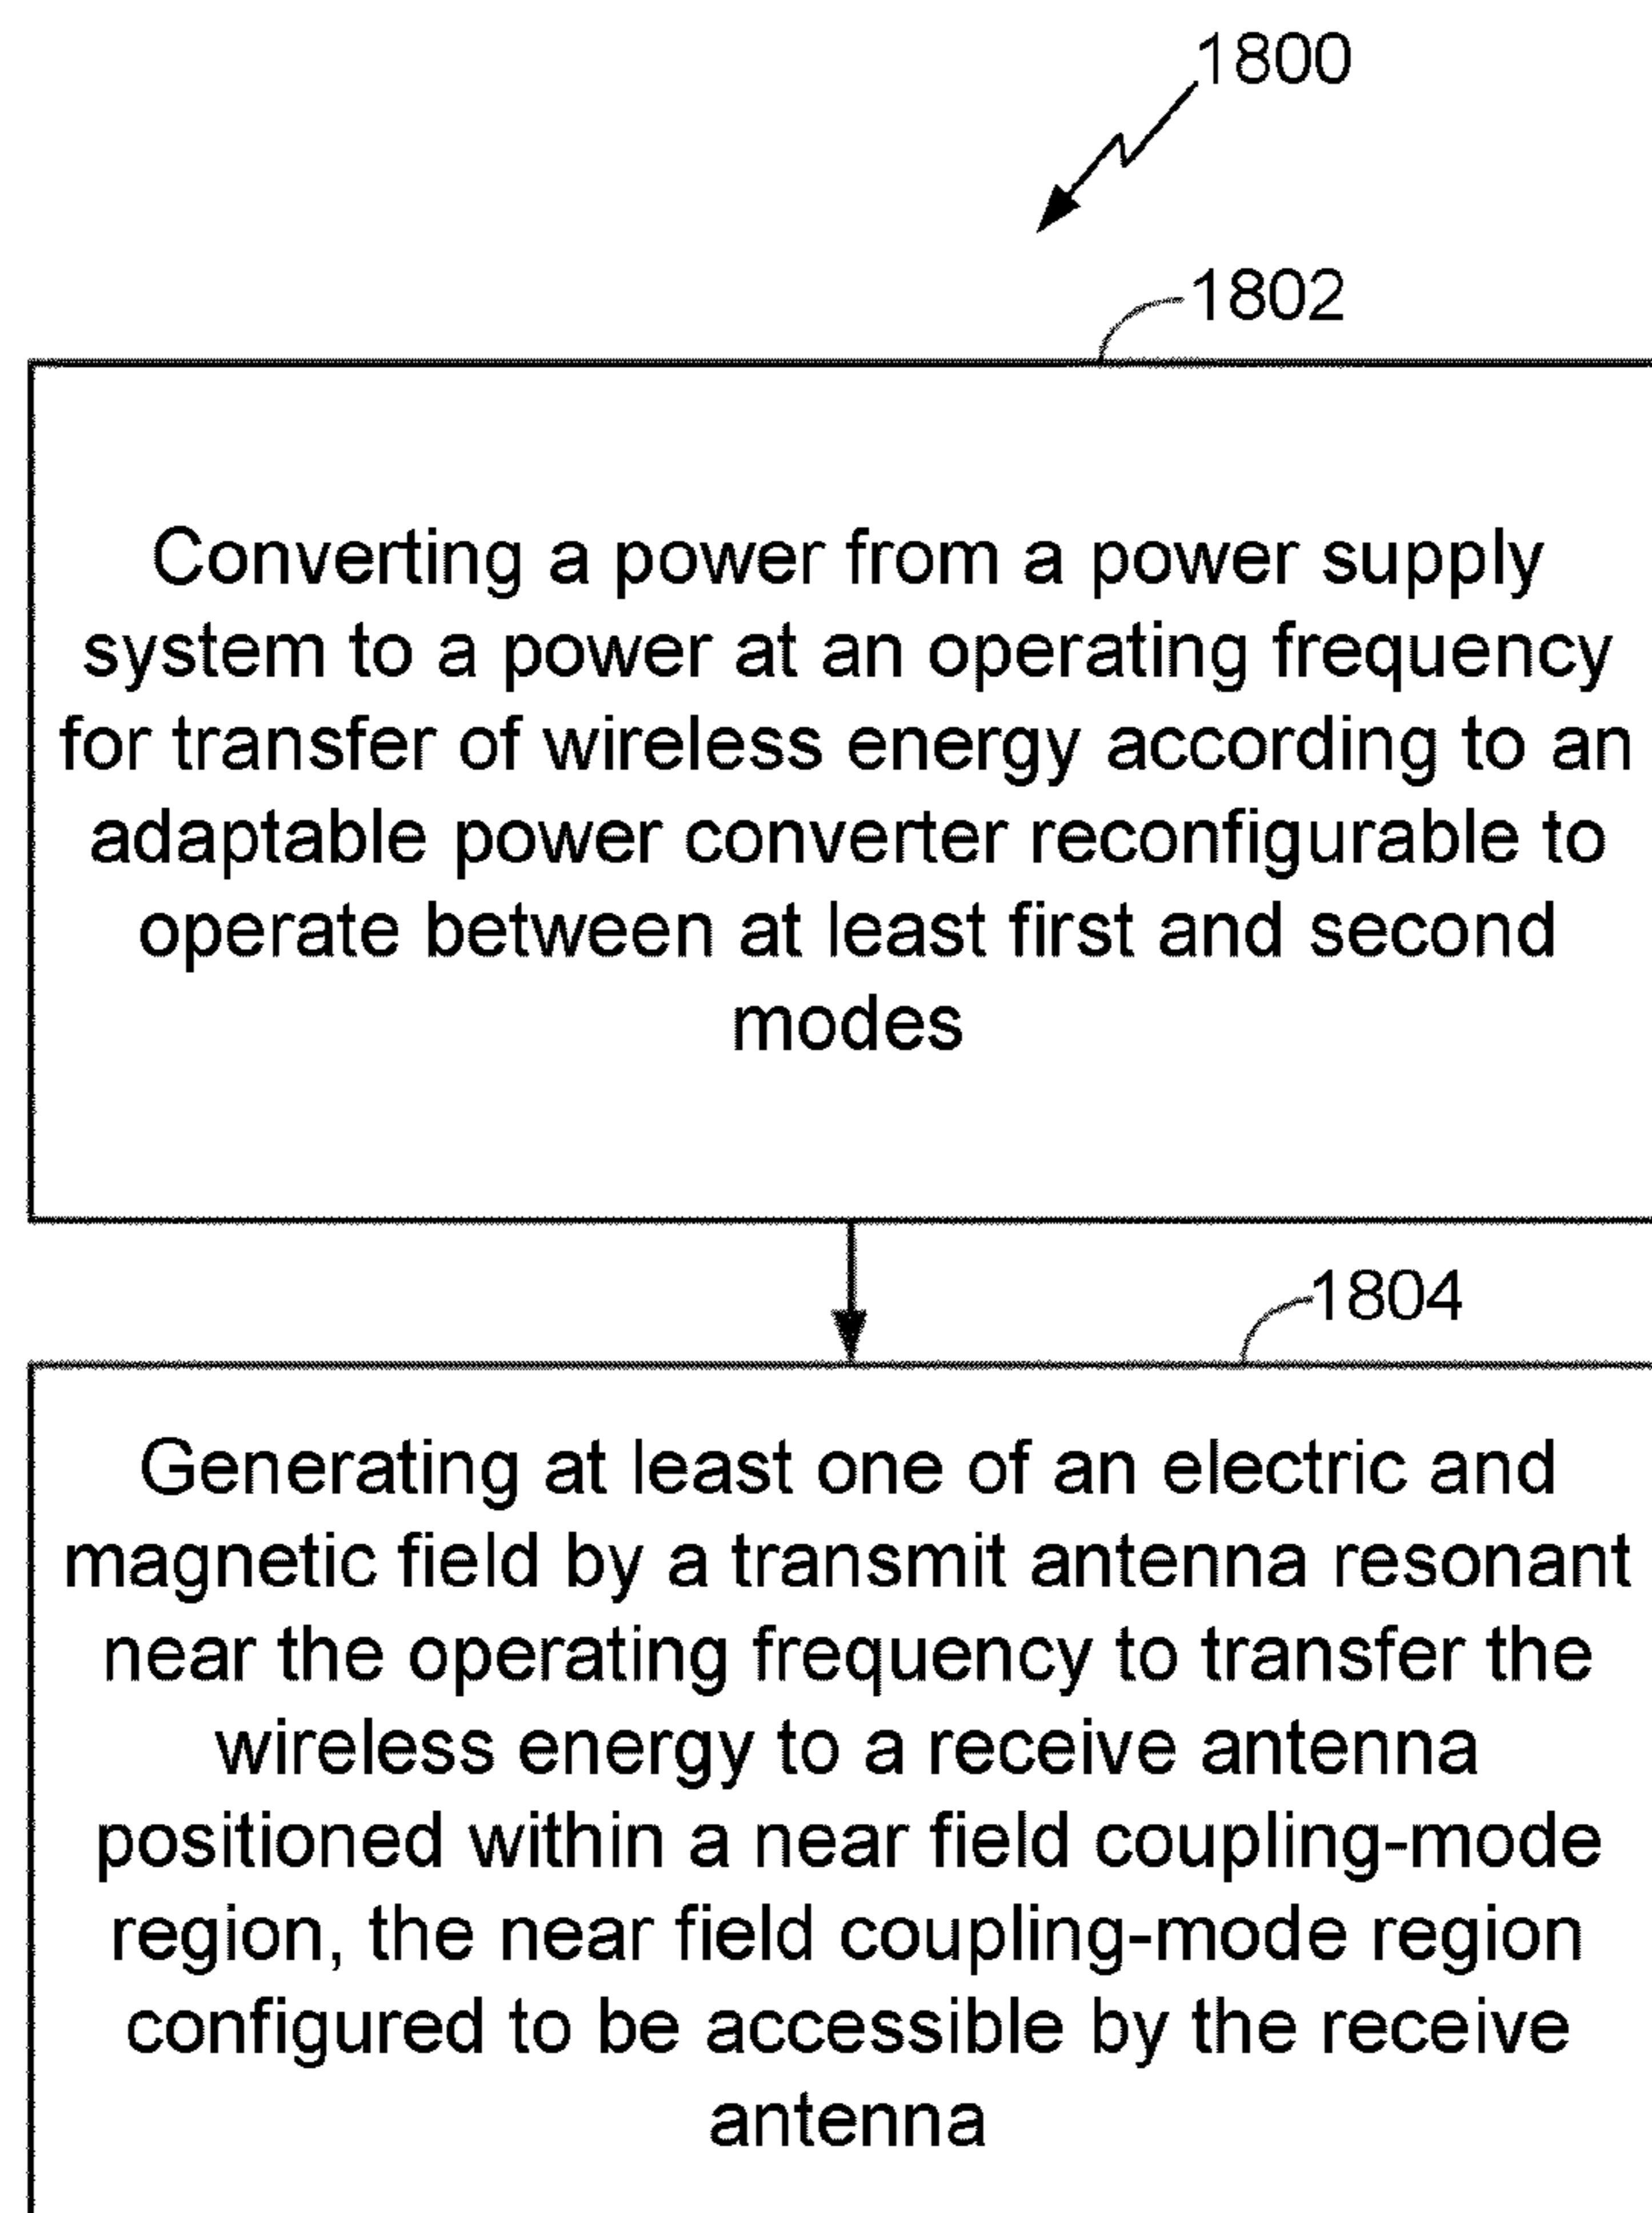 1800
1802
Converting a power from a power supply
system to a power at an operating frequency
for transfer of wireless energy according to an
adaptable power converter reconfigurable to
operate between at least first and second
modes
1804
Generating at least one of an electric and
magnetic field by a transmit antenna resonant
near the operating frequency to transfer the
wireless energy to a receive antenna
positioned within a near field coupling-mode
region, the near field coupling-mode region
configured to be accessible by the receive
antenna